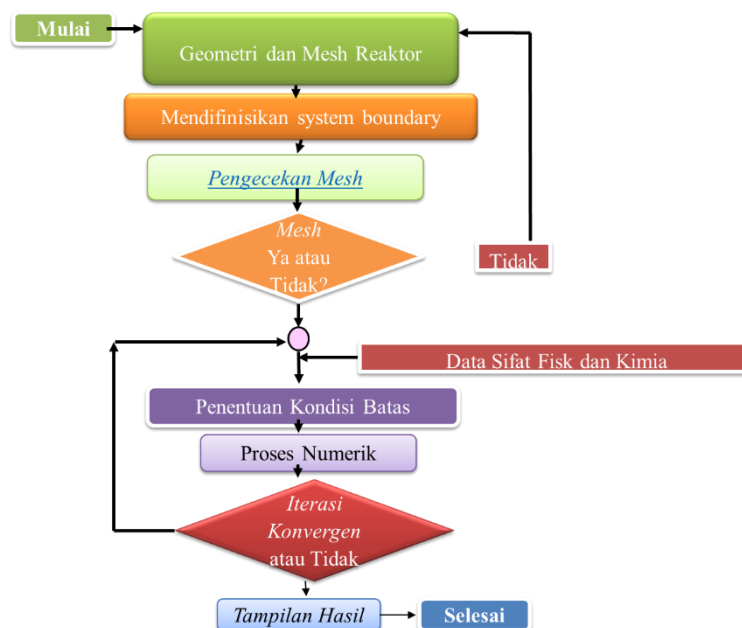 Mulai
Geometri dan Mesh Reaktor
Mendifinisikan system boundary
Pengecekan Mesh
Mesh
Ya atau
Tidak?
Tidak
Data Sifat Fisk dan Kimia
Penentuan Kondisi Batas
Proses Numerik
Iterasi
Konvergen
atau Tidak
Tampilan Hasil
Selesai